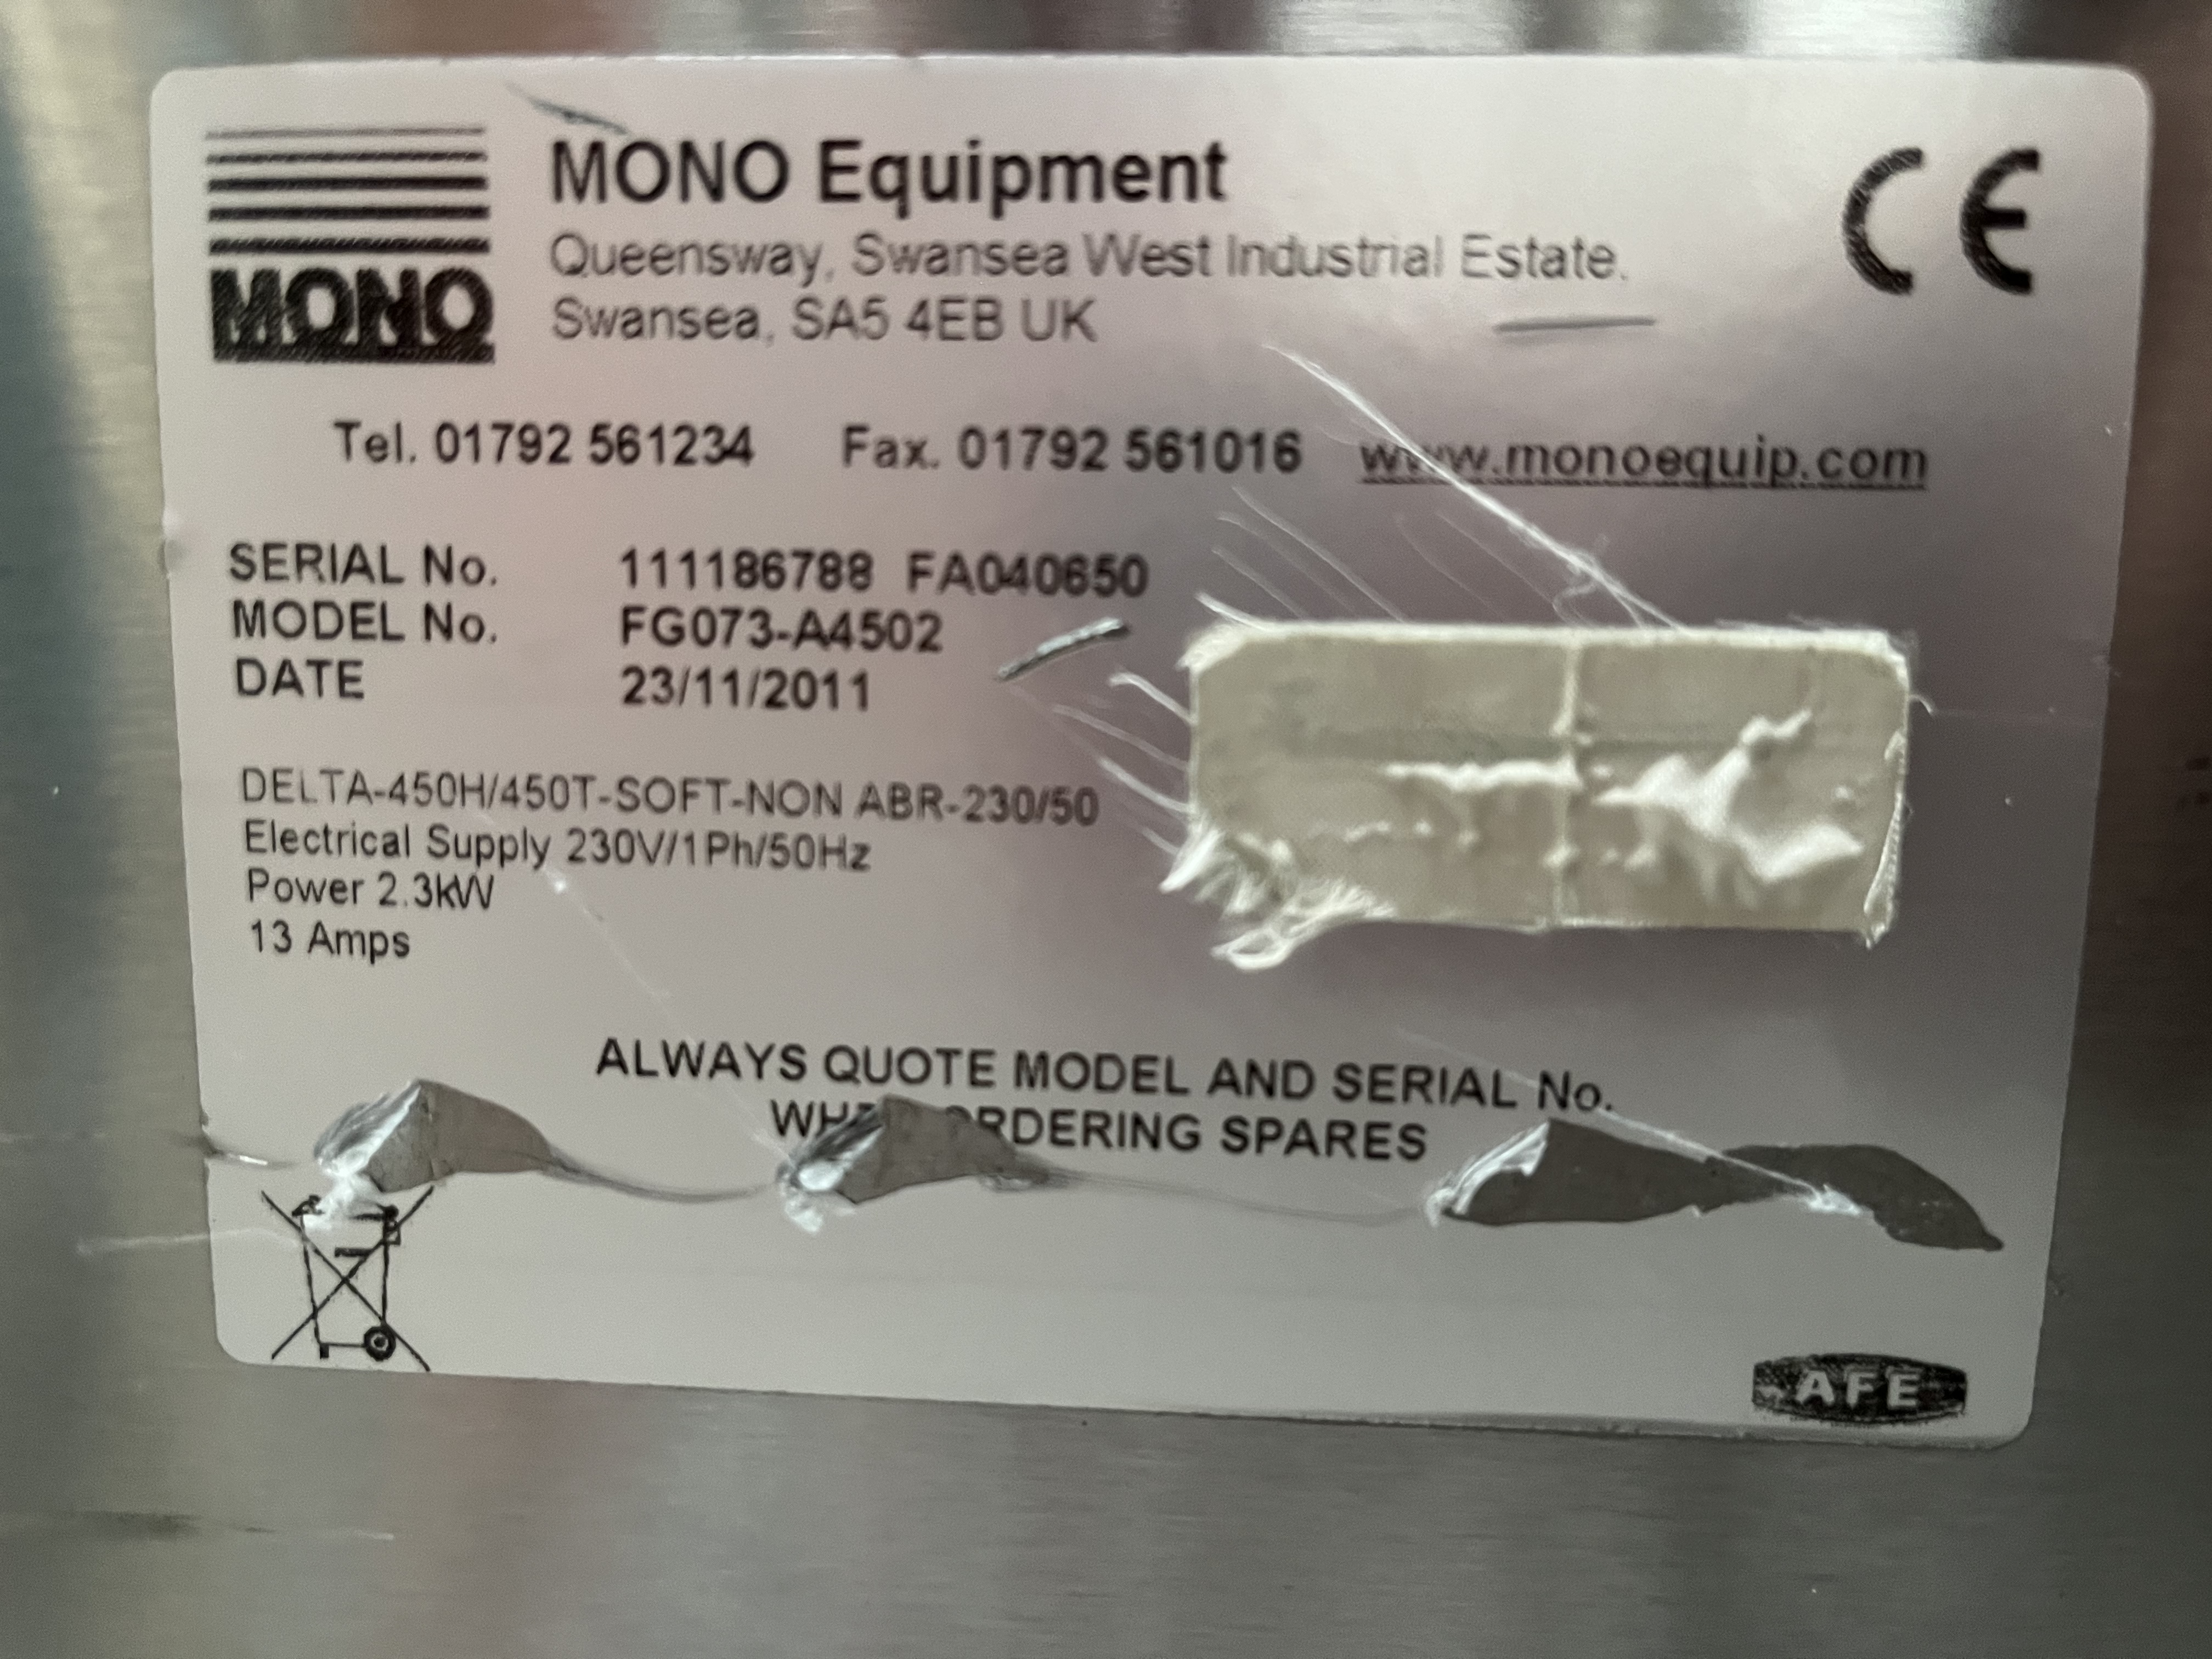 MONO
MONO Equipment
Queensway, Swansea West Industrial Estate.
Swansea, SA5 4EB UK
CE
Tel. 01792 561234 Fax. 01792 561016 www.monoequip.com
SERIAL No. 111186788 FA040650
MODEL No. FG073-A4502
DATE 23/11/2011
DELTA-450H/450T-SOFT-NON ABR-230/50
Electrical Supply 230V/1Ph/50Hz
Power 2.3kW
13 Amps
ALWAYS QUOTE MODEL AND SERIAL No.
SPARES
AFE